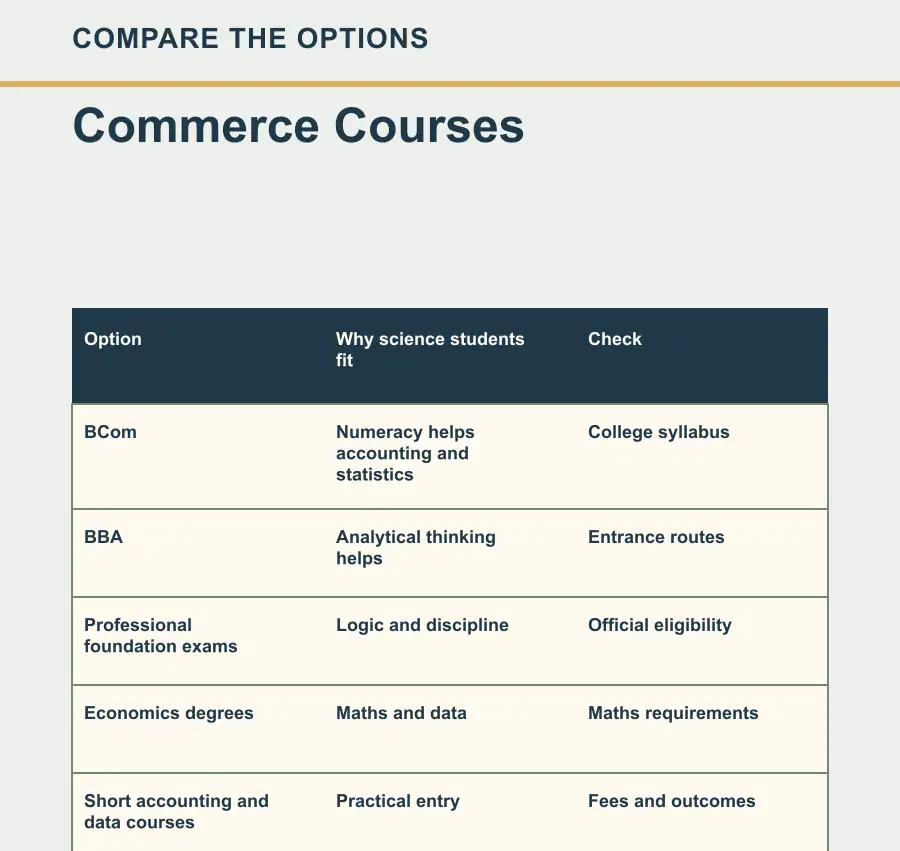 COMPARE THE OPTIONS
Commerce Courses
Option
Why science students
fit
Check
BCom
Numeracy helps
accounting and
statistics
College syllabus
BBA
Analytical thinking
helps
Entrance routes
Professional
foundation exams
Logic and discipline
Official eligibility
Economics degrees
Maths and data
Maths requirements
Short accounting and
data courses
Practical entry
Fees and outcomes